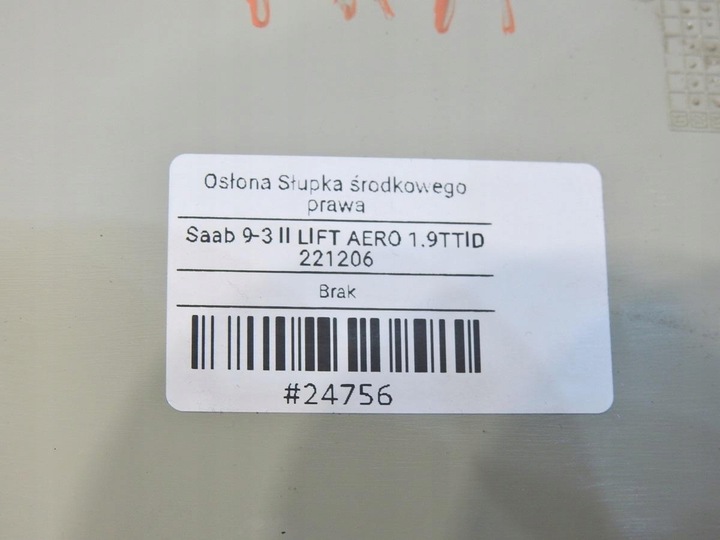 Osłona Słupka środkowego
prawa
Saab 9-3 II LIFT AERO 1.9TTID
221206
Brak
#24756